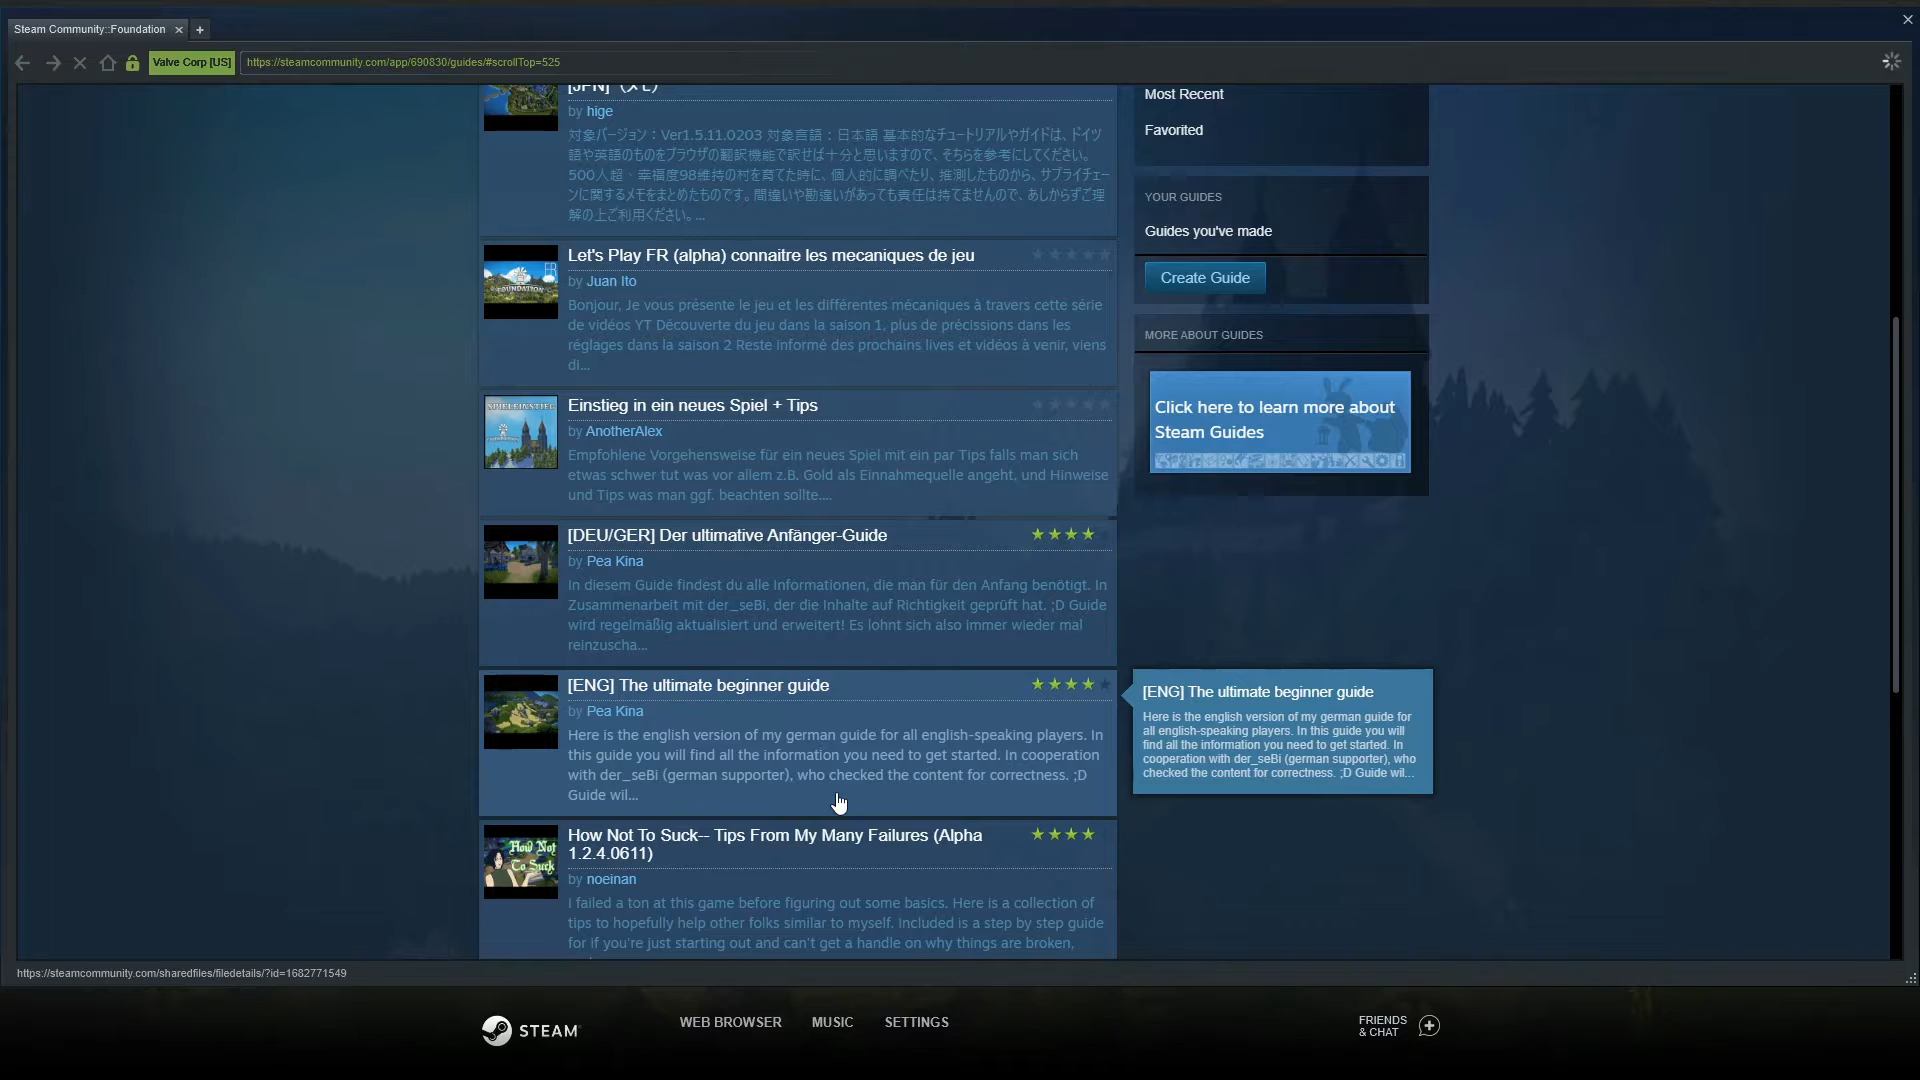 Steam Community::Foundation
Valve Corp [US]
https://steamcommunity.com/app/690830/guides/#scrollTop=525
[JPN]（メモ）
by hige
対象バージョン：Ver1.5.11.0203 対象言語：日本語 基本的なチュートリアルやガイドは、ドイツ
語や英語のものをブラウザの翻訳機能で訳せば十分と思いますので、そちらを参考にしてください。
500人超・幸福度98維持の村を育てた時に、個人的に調べたり、推測したものから、サプライチェー
ンに関するメモをまとめたものです。間違いや勘違いがあっても責任は持てませんので、あしからずご理
解の上ご利用ください。...
Let's Play FR (alpha) connaitre les mecaniques de jeu
by Juan Ito
Bonjour, Je vous présente le jeu et les différentes mécaniques à travers cette série
de vidéos YT Découverte du jeu dans la saison 1, plus de précissions dans les
réglages dans la saison 2 Reste informé des prochains lives et vidéos à venir, viens
di...
FOUNDATION
Einstieg in ein neues Spiel + Tips
by AnotherAlex
Empfohlene Vorgehensweise für ein neues Spiel mit ein par Tips falls man sich
etwas schwer tut was vor allem z.B. Gold als Einnahmequelle angeht, und Hinweise
und Tips was man ggf. beachten sollte....
SPIELEINSTIEG
[DEU/GER] Der ultimative Anfänger-Guide
by Pea Kina
In diesem Guide findest du alle Informationen, die man für den Anfang benötigt. In
Zusammenarbeit mit der_seBi, der die Inhalte auf Richtigkeit geprüft hat. ;D Guide
wird regelmäßig aktualisiert und erweitert! Es lohnt sich also immer wieder mal
reinzuscha...
[ENG] The ultimate beginner guide
by Pea Kina
Here is the english version of my german guide for all english-speaking players. In
this guide you will find all the information you need to get started. In cooperation
with der_seBi (german supporter), who checked the content for correctness. ;D
Guide wil...
How Not To Suck-- Tips From My Many Failures (Alpha
1.2.4.0611)
by noeinan
I failed a ton at this game before figuring out some basics. Here is a collection of
tips to hopefully help other folks similar to myself. Included is a step by step guide
for if you're just starting out and can't get a handle on why things are broken,
How Not
To Suck
Most Recent
Favorited
YOUR GUIDES
Guides you've made
Create Guide
MORE ABOUT GUIDES
Click here to learn more about
Steam Guides
[ENG] The ultimate beginner guide
Here is the english version of my german guide for
all english-speaking players. In this guide you will
find all the information you need to get started. In
cooperation with der_seBi (german supporter), who
checked the content for correctness. ;D Guide wil...
https://steamcommunity.com/sharedfiles/filedetails/?id=1682771549
STEAM
WEB BROWSER
MUSIC
SETTINGS
FRIENDS
& CHAT